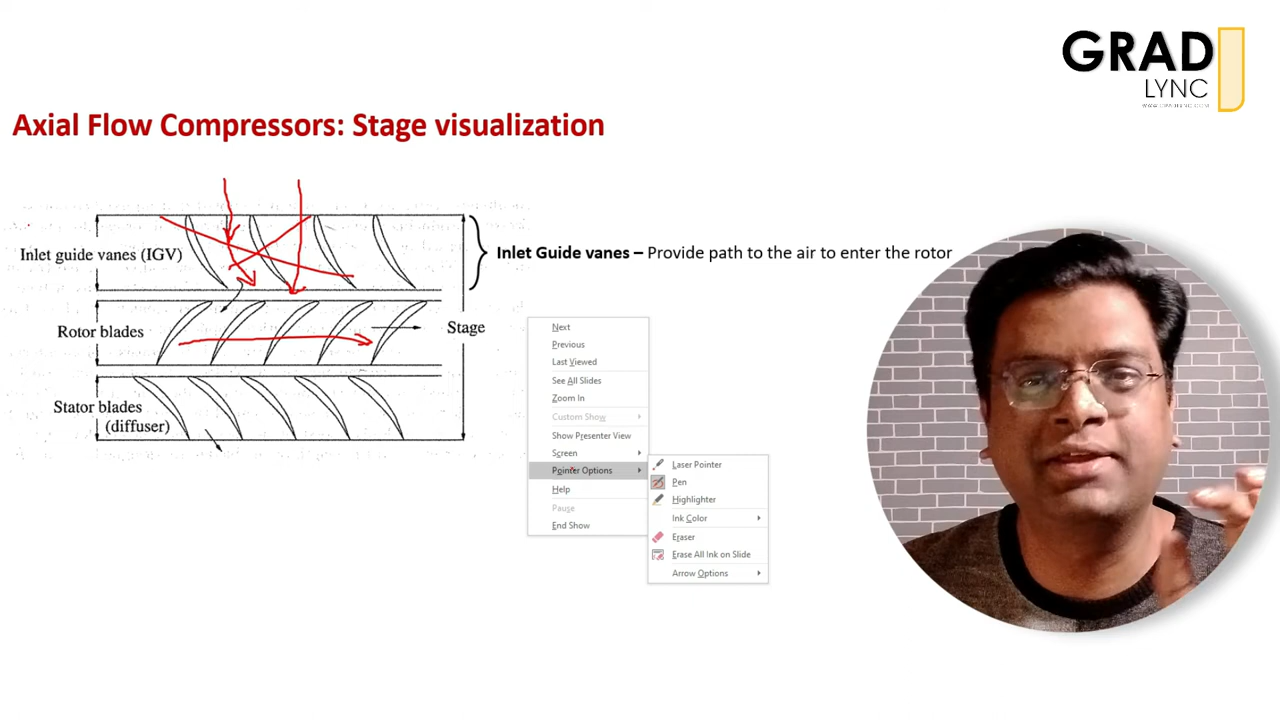 GRAD
LYNC
Axial Flow Compressors: Stage visualization
Inlet guide vanes (IGV)
Inlet Guide vanes – Provide path to the air to enter the rotor
Rotor blades
Stage
Stator blades
(diffuser)
Next
Previous
Last Viewed
See All Slides
Zoom In
Custom Show
Show Presenter View
Screen
Pointer Options
Help
Pause
End Show
Laser Pointer
Pen
Highlighter
Ink Color
Eraser
Erase All Ink on Slide
Arrow Options